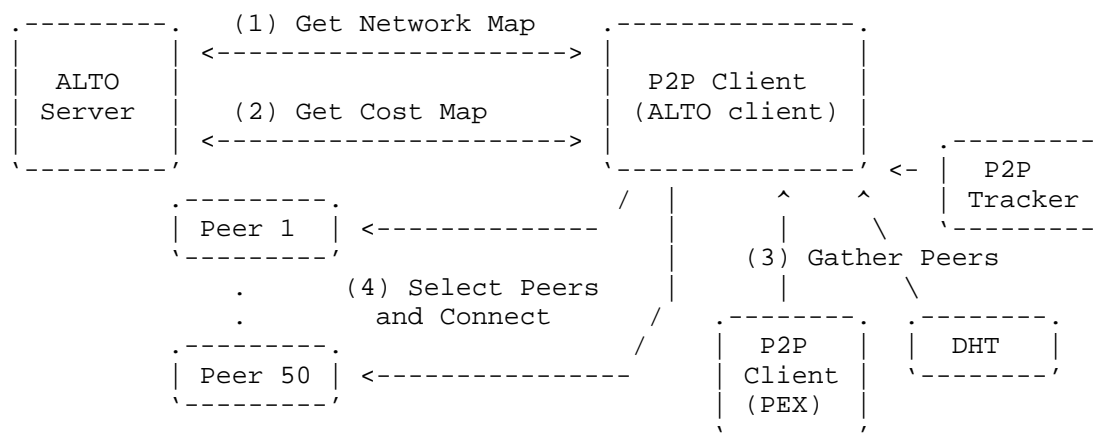 (1) Get Network Map
ALTO
Server
P2P Client
(ALTO client)
(2) Get Cost Map
P2P
Tracker
Peer 1
(3) Gather Peers
(4) Select Peers
and Connect
Peer 50
P2P
Client
(PEX)
DHT